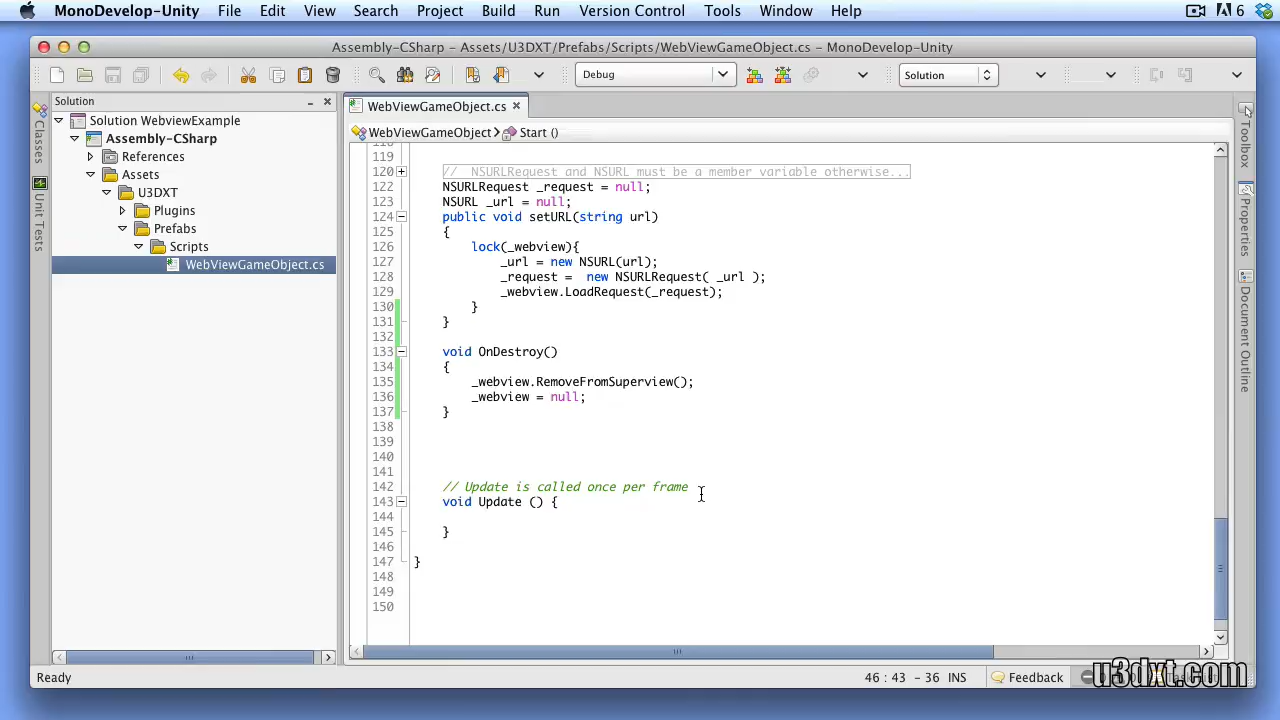 MonoDevelop-Unity File Edit View Search Project Build Run Version Control Tools Window Help 6
Assembly-CSharp – Assets/U3DXT/Prefabs/Scripts/WebViewGameObject.cs – MonoDevelop-Unity
Debug
Solution
Classes
Unit Tests
Solution
Solution WebviewExample
Assembly-CSharp
References
Assets
U3DXT
Plugins
Prefabs
Scripts
WebViewGameObject.cs
WebViewGameObject.cs
WebViewGameObject Start ()
119
120 // NSURLRequest and NSURL must be a member variable otherwise...
122 NSURLRequest _request = null;
123 NSURL _url = null;
124 public void setURL(string url)
125 {
126 lock(_webview){
127 _url = new NSURL(url);
128 _request = new NSURLRequest( _url );
129 _webview.LoadRequest(_request);
130 }
131 }
132
133 void OnDestroy()
134 {
135 _webview.RemoveFromSuperview();
136 _webview = null;
137 }
138
139
140
141
142 // Update is called once per frame
143 void Update () {
144
145 }
146
147 }
148
149
150
Toolbox
Properties
Document Outline
Ready
46 : 43 - 36 INS
Feedback
u3dxt.com